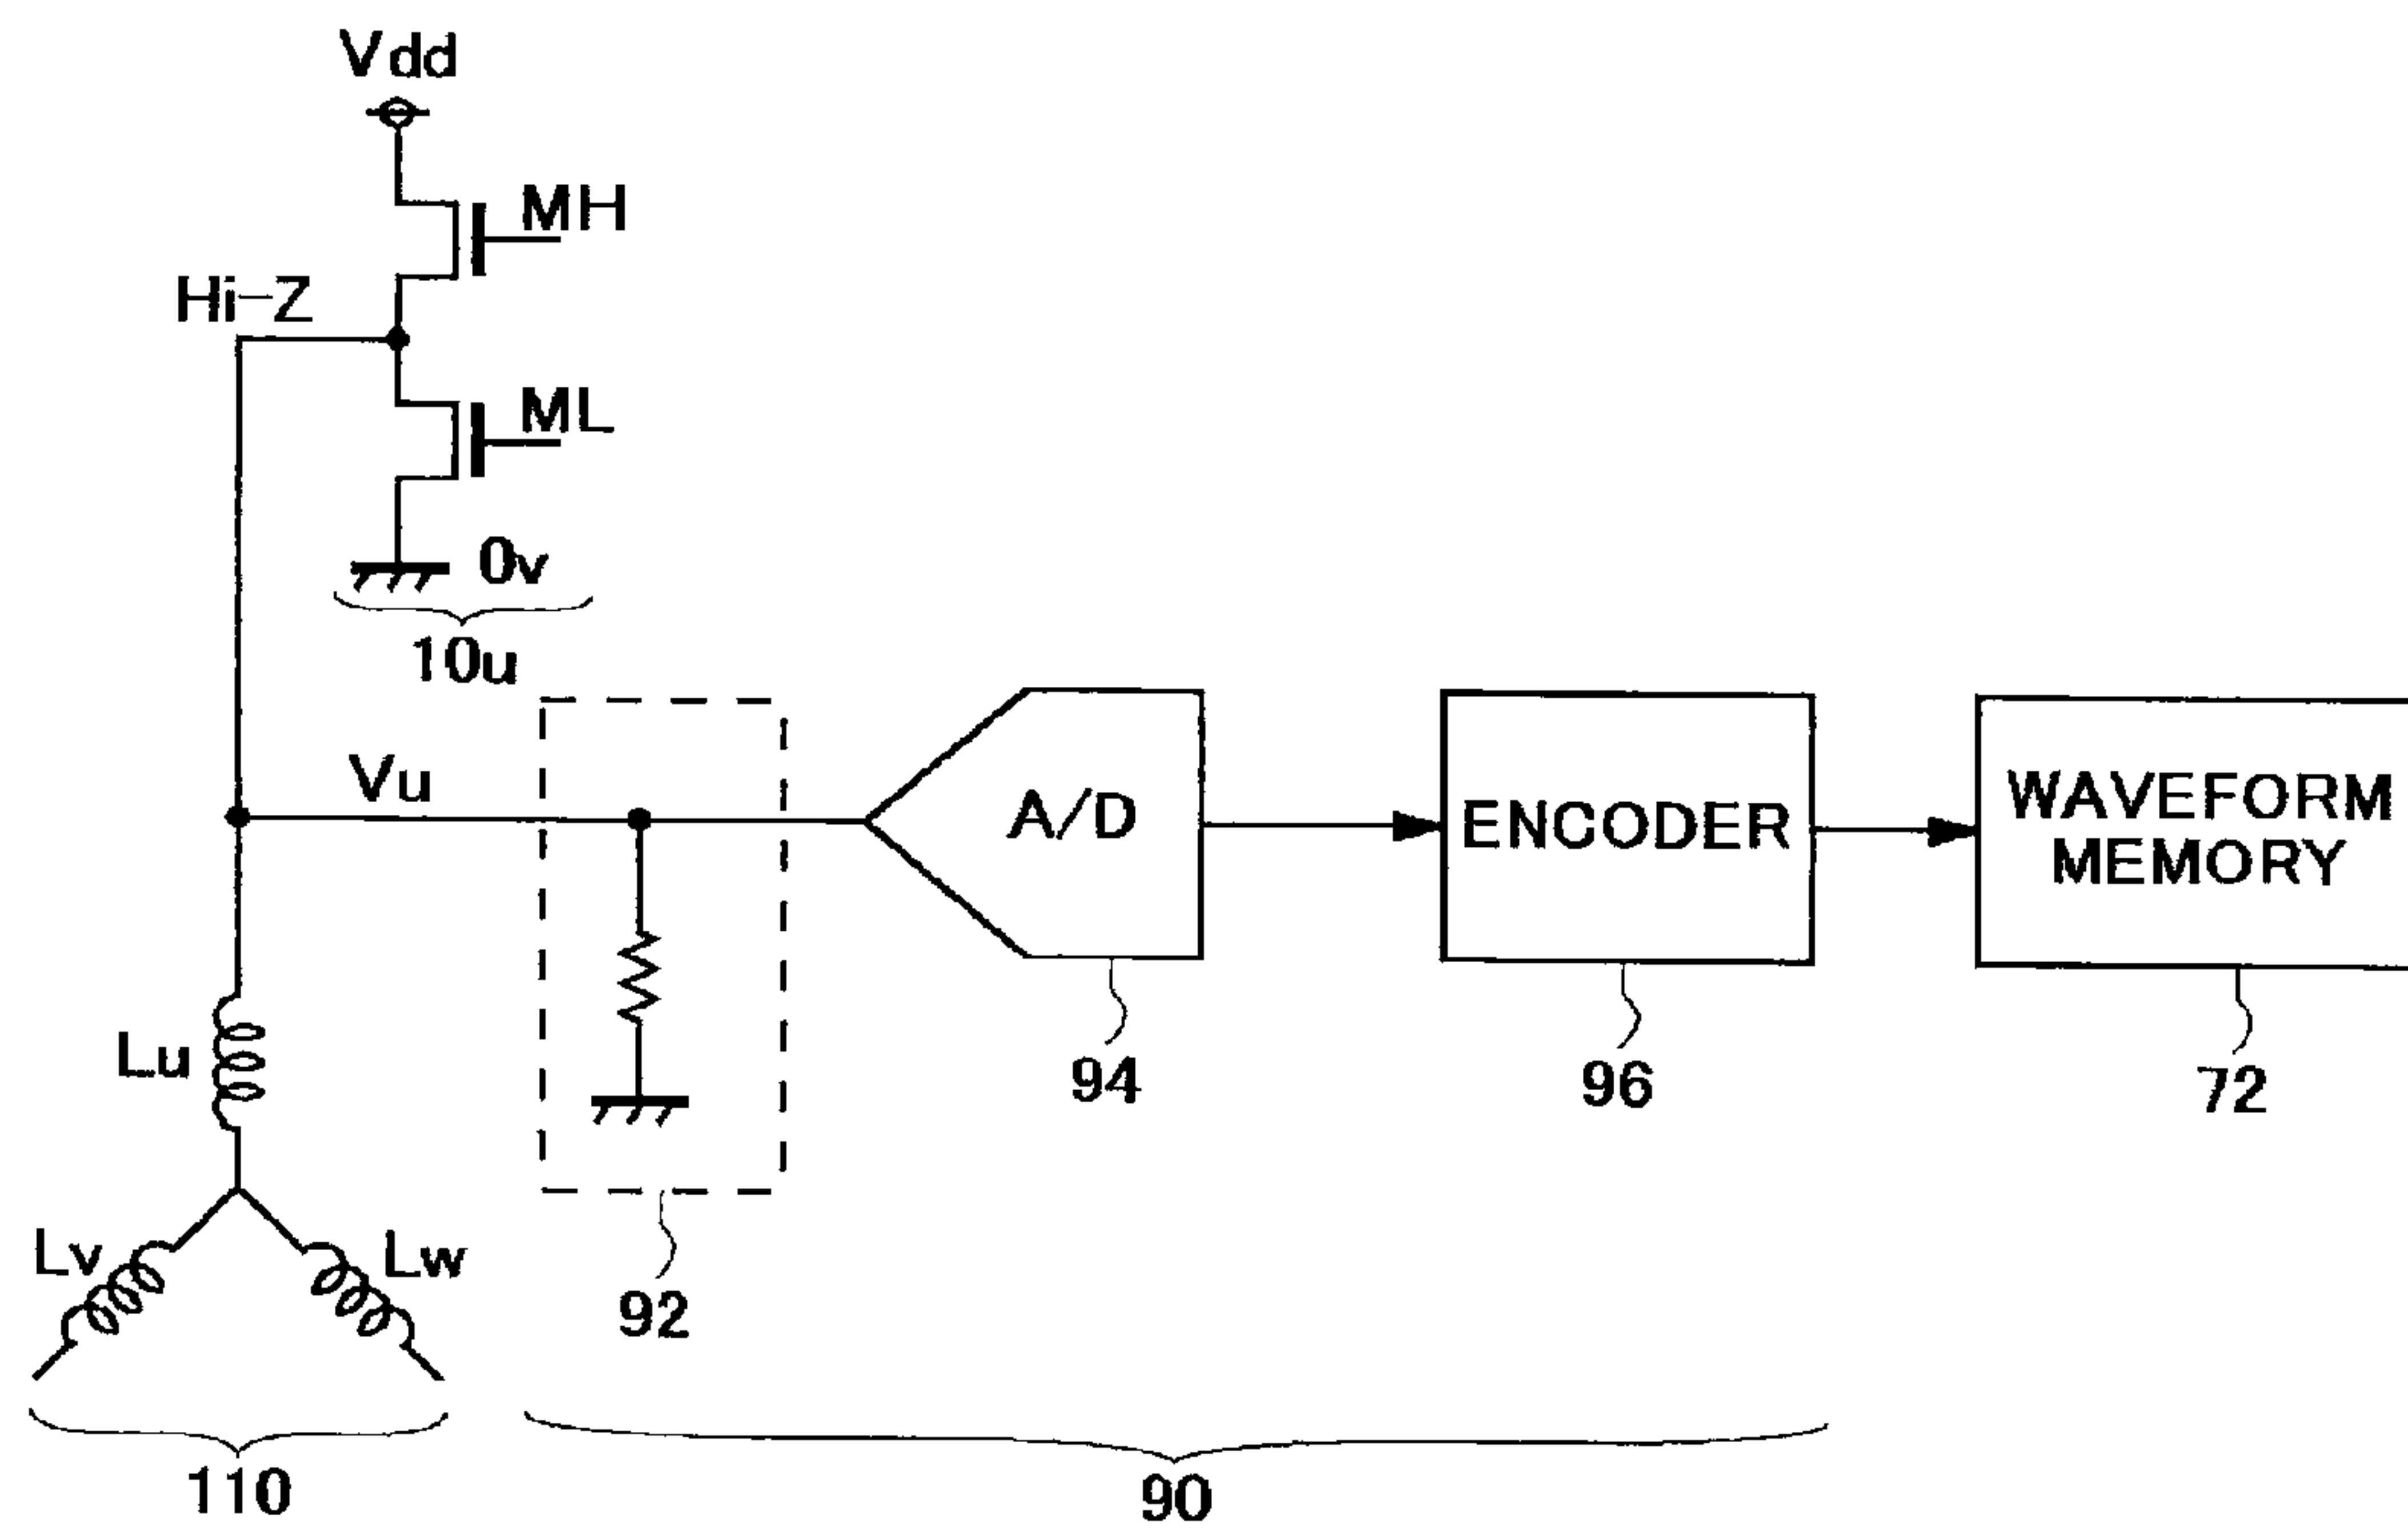 Vdd
MH
Hi-Z
ML
0v
10u
Vu
A/D
ENCODER
WAVEFORM
MEMORY
Lu
94
96
72
Lv
Lw
92
110
90